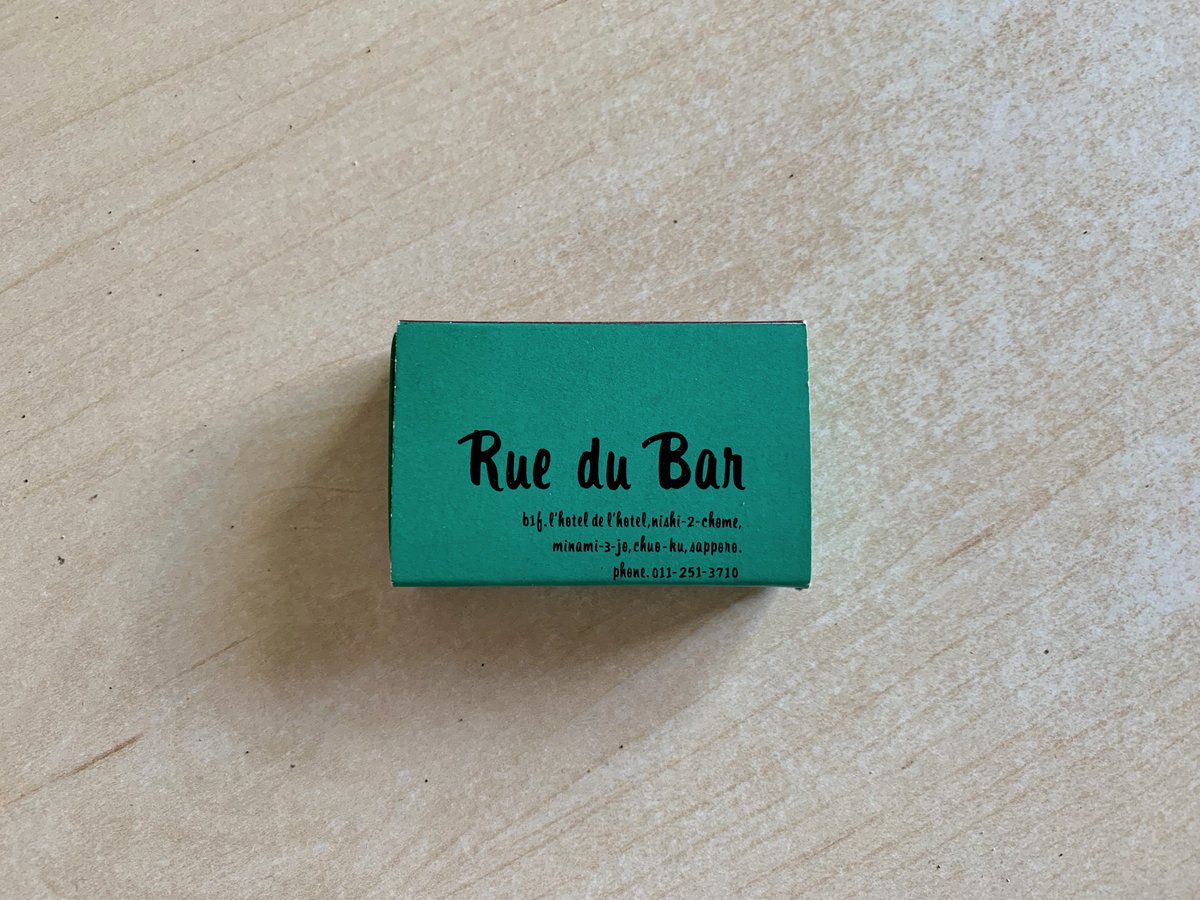 Rue du Bar
b1f.l'hotel de l'hotel,nishi-2-chome,
minami-3-jo,chuo-ku,sapporo.
phone.011-251-3710